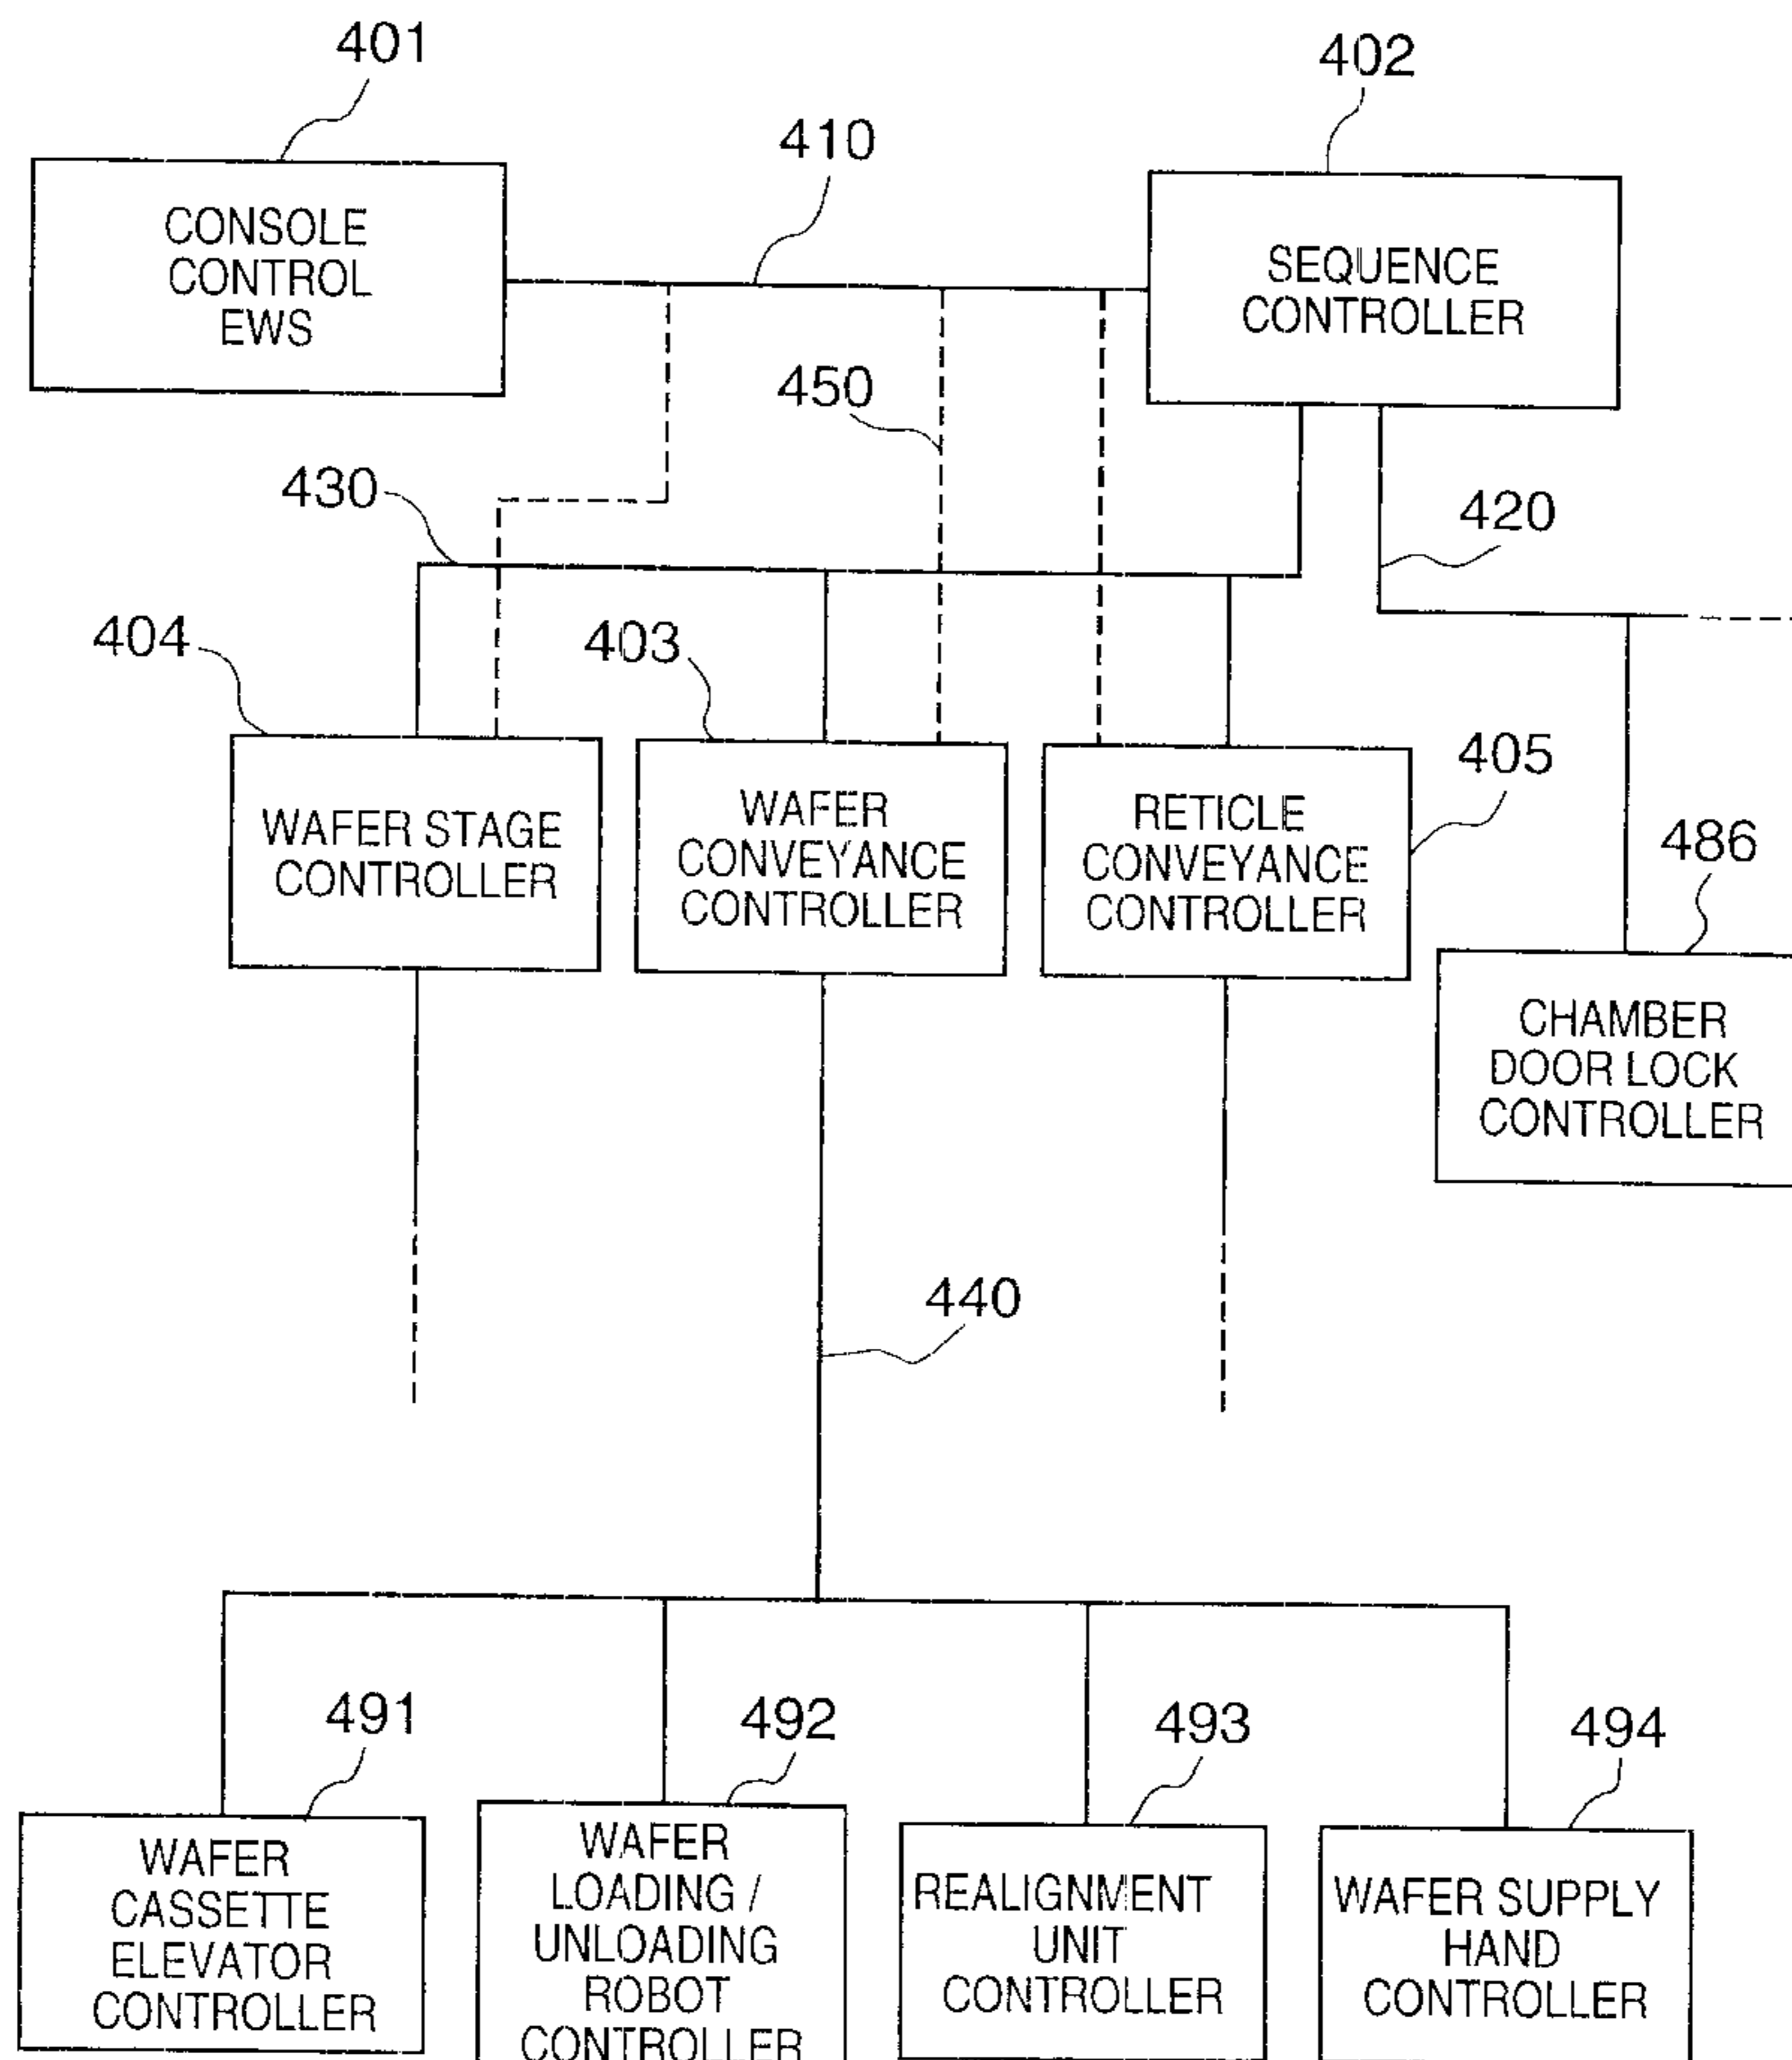 401
402
410
CONSOLE
CONTROL
EWS
SEQUENCE
CONTROLLER
450
430
420
404
403
405
WAFER STAGE
CONTROLLER
WAFER
CONVEYANCE
CONTROLLER
RETICLE
CONVEYANCE
CONTROLLER
486
CHAMBER
DOOR LOCK
CONTROLLER
440
491
492
493
494
WAFER
CASSETTE
ELEVATOR
CONTROLLER
WAFER
LOADING /
UNLOADING
ROBOT
CONTROLLER
REALIGNMENT
UNIT
CONTROLLER
WAFER SUPPLY
HAND
CONTROLLER